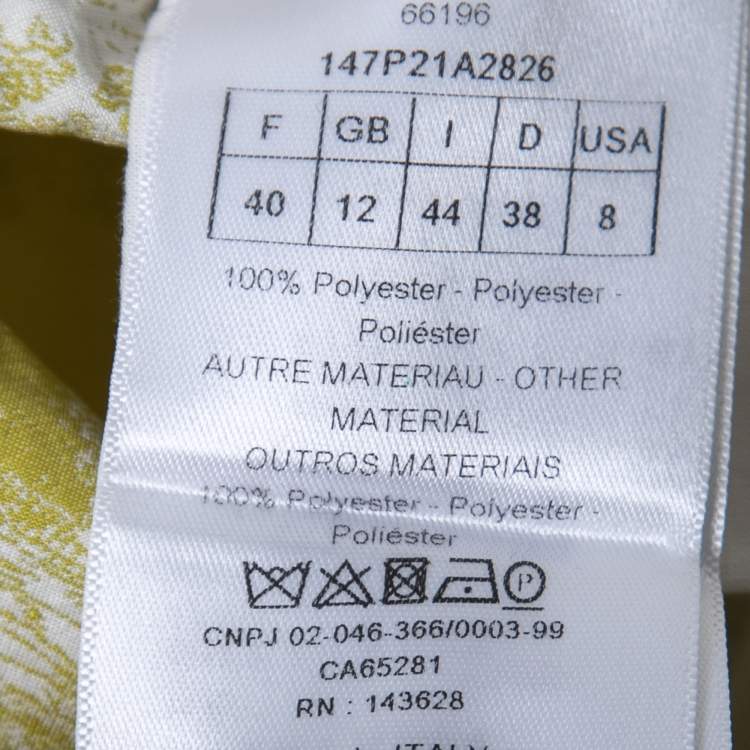 66196
147P21A2826
F GB I D USA
40 12 44 38 8
100% Polyester - Polyester -
Poliéster
AUTRE MATERIAU - OTHER
MATERIAL
OUTROS MATERIAIS
100% Polyester - Polyester -
Poliéster
P
CNPJ 02-046-366/0003-99
CA65281
RN : 143628
ITALY